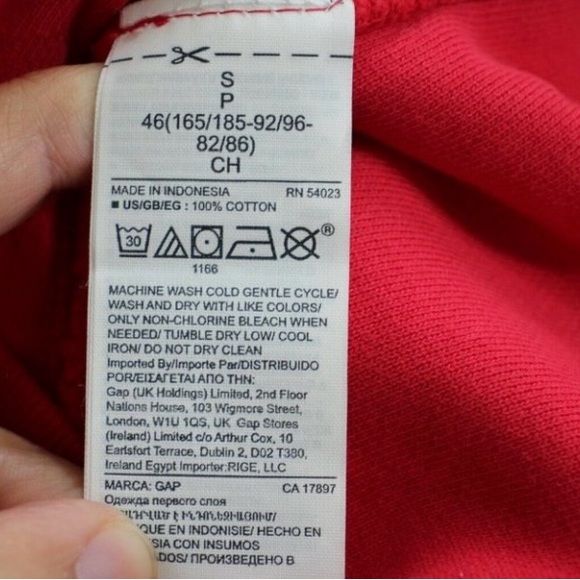 S
P
46(165/185-92/96-
82/86)
CH
MADE IN INDONESIA RN 54023
■ US/GB/EG : 100% COTTON
30
®
1166
MACHINE WASH COLD GENTLE CYCLE/
WASH AND DRY WITH LIKE COLORS/
ONLY NON-CHLORINE BLEACH WHEN
NEEDED/ TUMBLE DRY LOW/ COOL
IRON/ DO NOT DRY CLEAN
Imported By/Importe Par/DISTRIBUIDO
POR/ΕΙΣΑΓΕΤΑΙ ΑΠΟ ΤΗΝ:
Gap (UK Holdings) Limited, 2nd Floor
Nations House, 103 Wigmore Street,
London, W1U 1QS, UK Gap Stores
(Ireland) Limited c/o Arthur Cox, 10
Earlsfort Terrace, Dublin 2, D02 T380,
Ireland Egypt Importer:RIGE, LLC
MARCA: GAP CA 17897
Одежда первого слоя
QUE EN INDONISIE/ HECHO EN
SIA CON INSUMOS
DOS/ ПРОИЗВЕДЕНО В